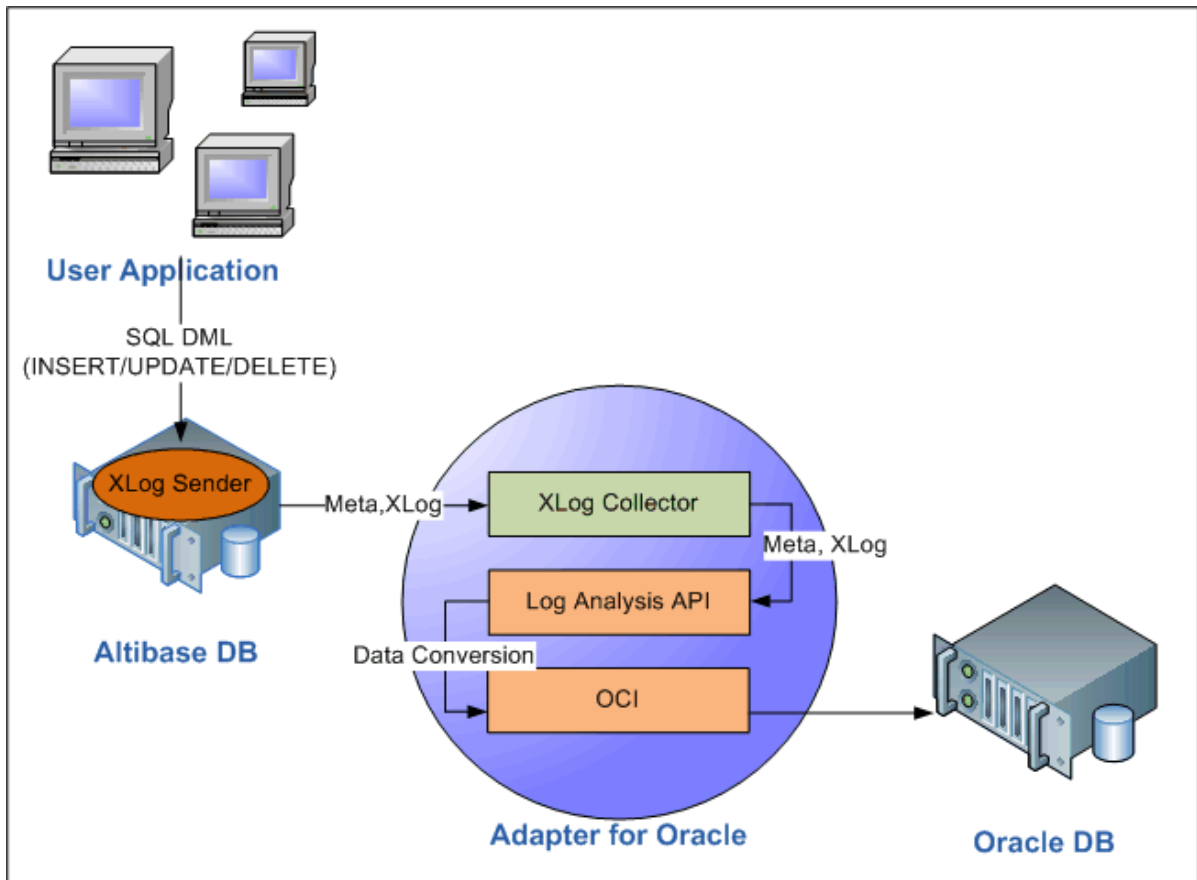 User Application
SQL DML
(INSERT/UPDATE/DELETE)
XLog Sender
Meta,XLog
Altibase DB
XLog Collector
Meta, XLog
Log Analysis API
Data Conversion
OCI
Adapter for Oracle
Oracle DB